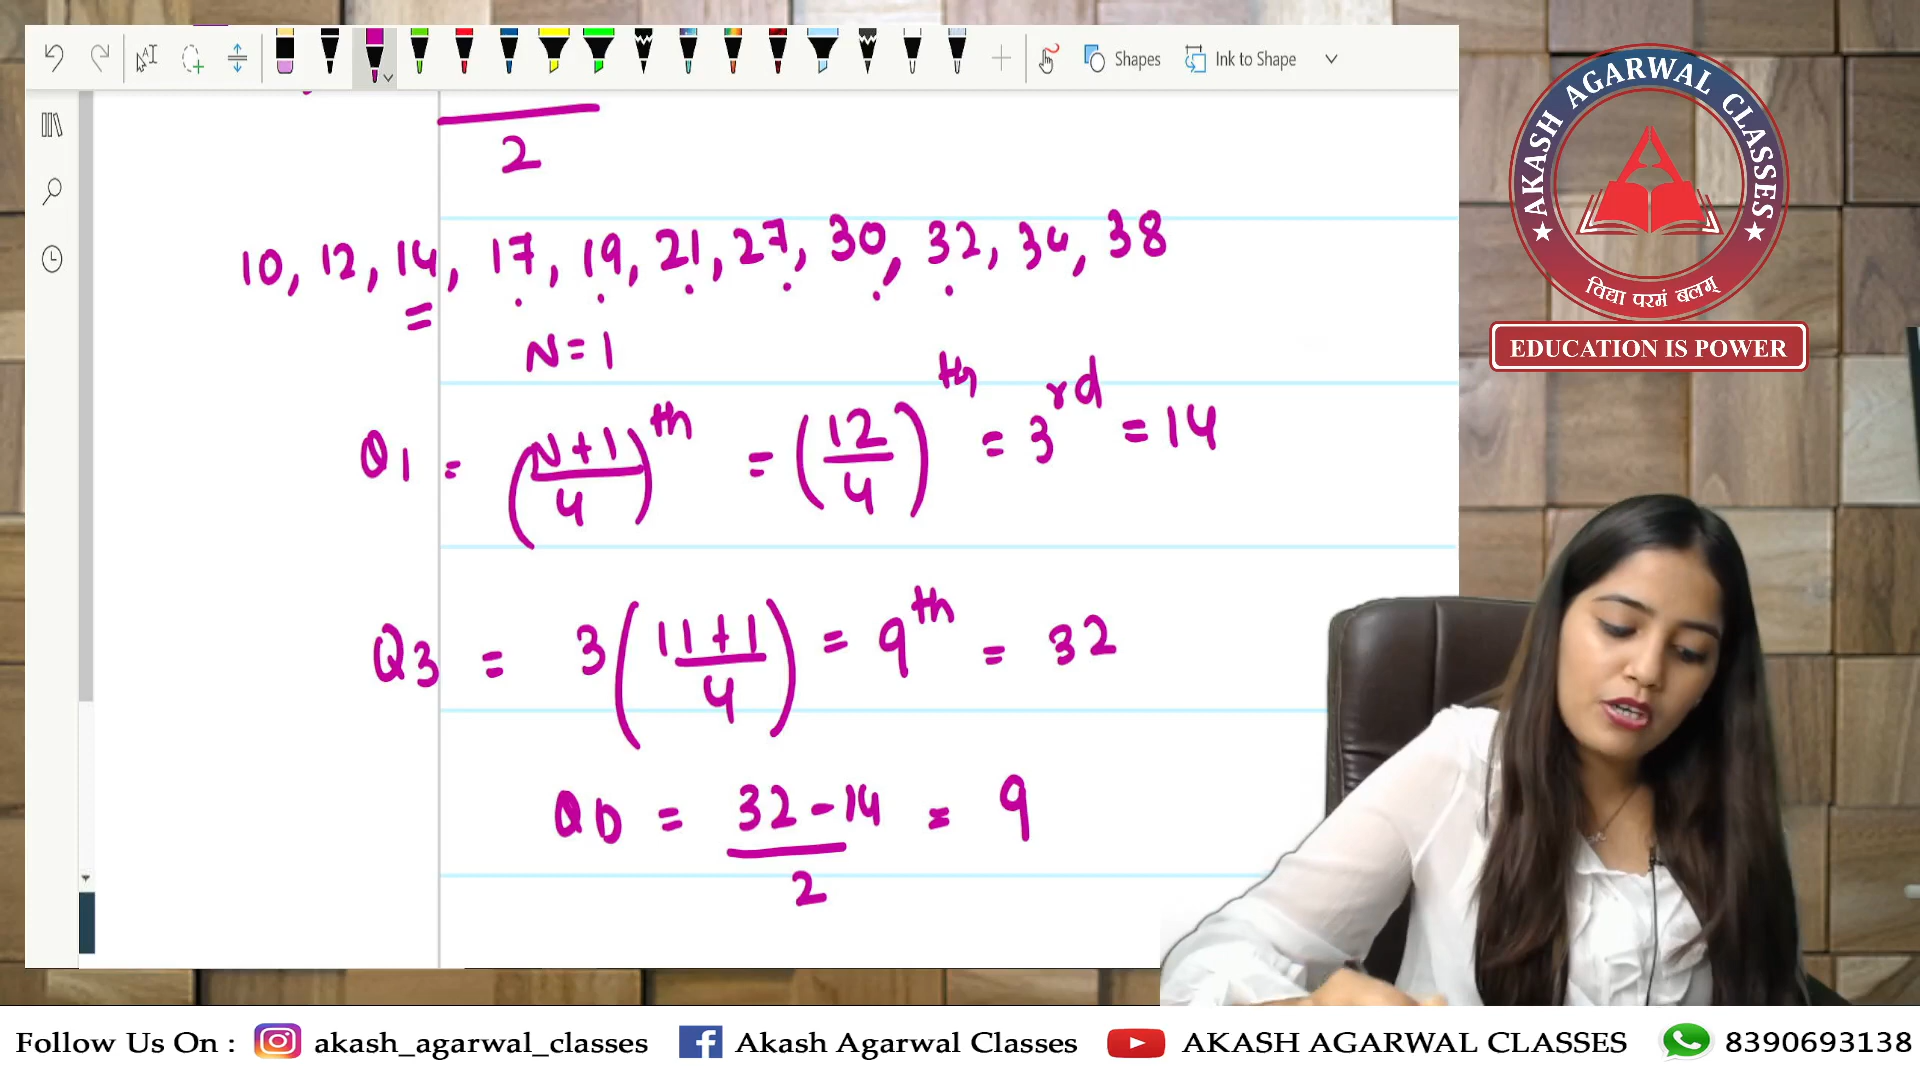 Shapes
Ink to Shape
2
10, 12, 14, 17, 19, 21, 27, 30, 32, 34, 38
N = 1
Q1 = (N+1/4)th = (12/4)th = 3rd = 14
Q3 = 3(11+1/4) = 9th = 32
QD = 32-14/2 = 9
AKASH AGARWAL CLASSES
विद्या परमं बलम्
EDUCATION IS POWER
Follow Us On : akash_agarwal_classes Akash Agarwal Classes AKASH AGARWAL CLASSES 8390693138